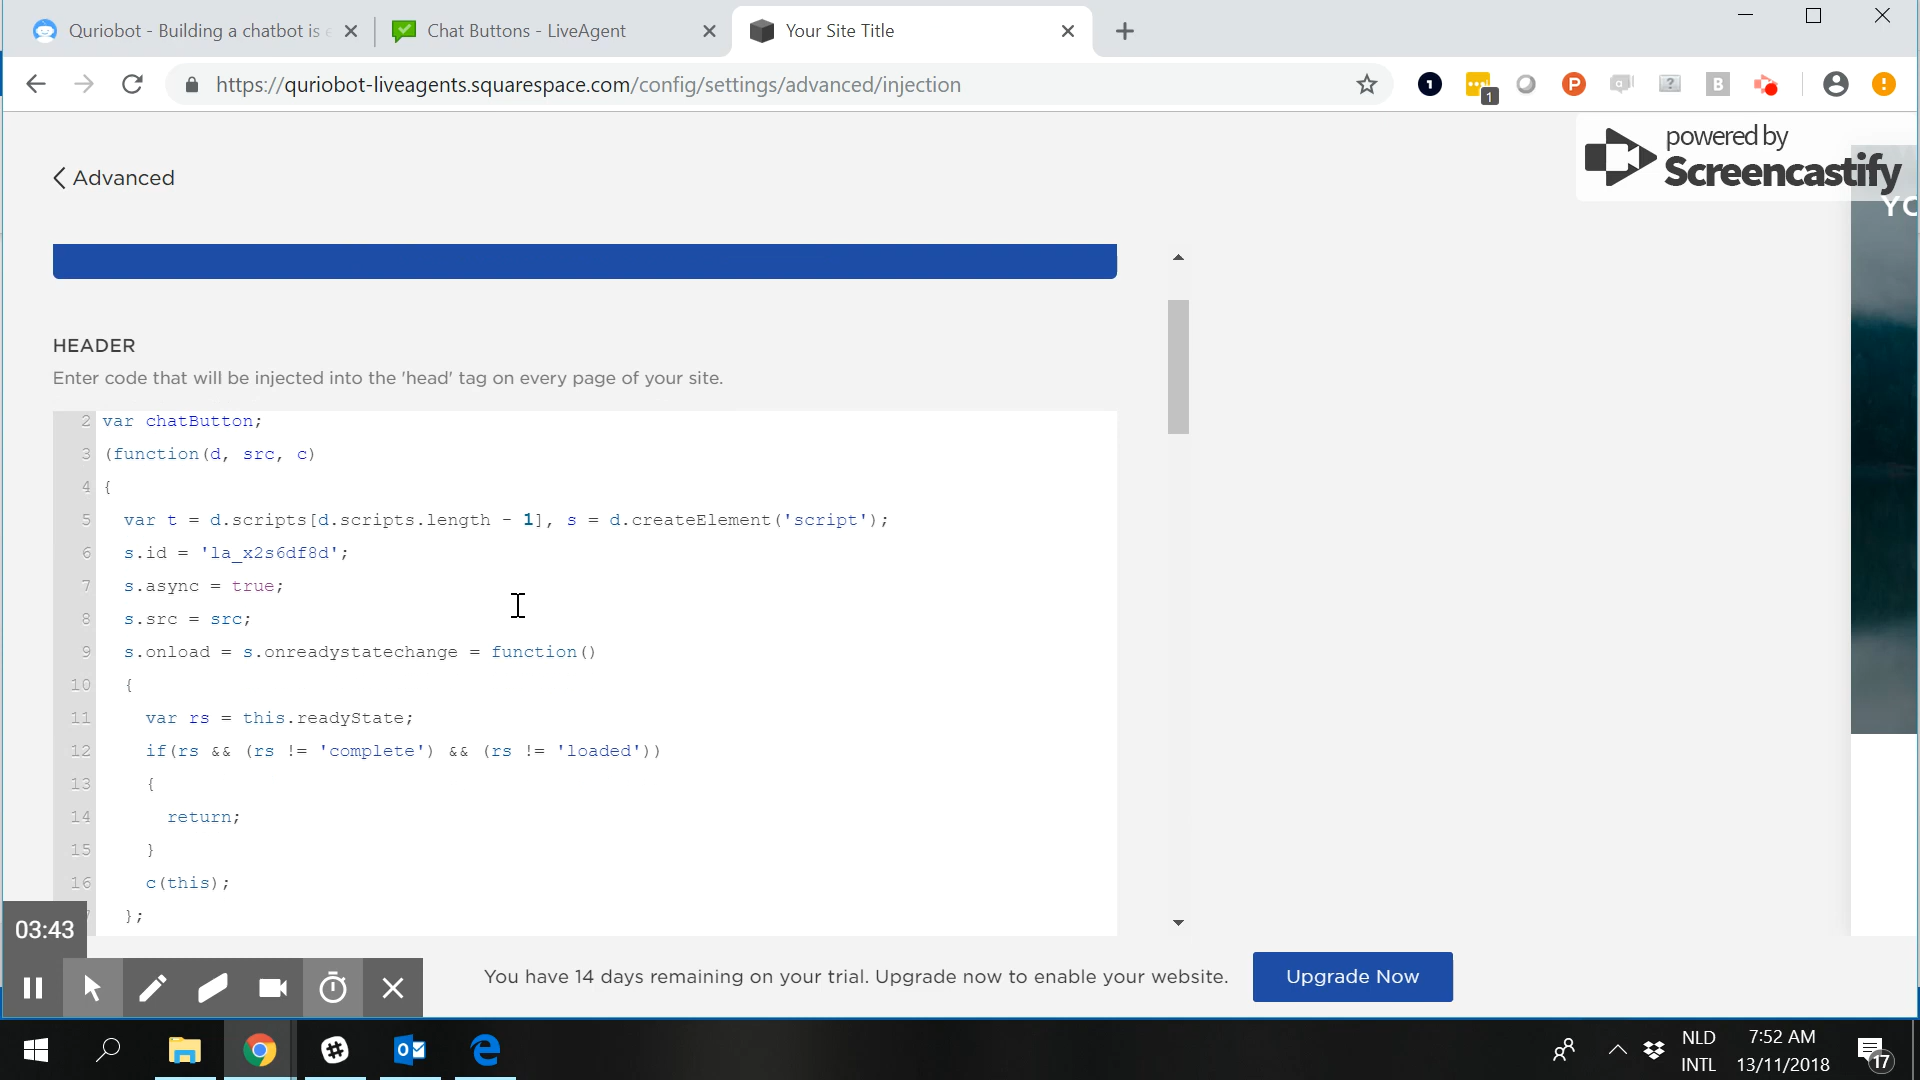 Quriobot - Building a chatbot is e
Chat Buttons - LiveAgent
Your Site Title
https://quriobot-liveagents.squarespace.com/config/settings/advanced/injection
1
1
P
a
?
B
powered by
Screencastify
YO
Advanced
HEADER
Enter code that will be injected into the 'head' tag on every page of your site.
2 var chatButton;
3 (function(d, src, c)
4 {
5 var t = d.scripts[d.scripts.length - 1], s = d.createElement('script');
6 s.id = 'la_x2s6df8d';
7 s.async = true;
8 s.src = src;
9 s.onload = s.onreadystatechange = function()
10 {
11 var rs = this.readyState;
12 if(rs && (rs != 'complete') && (rs != 'loaded'))
13 {
14 return;
15 }
16 c(this);
};
03:43
You have 14 days remaining on your trial. Upgrade now to enable your website.
Upgrade Now
NLD
INTL
7:52 AM
13/11/2018
17